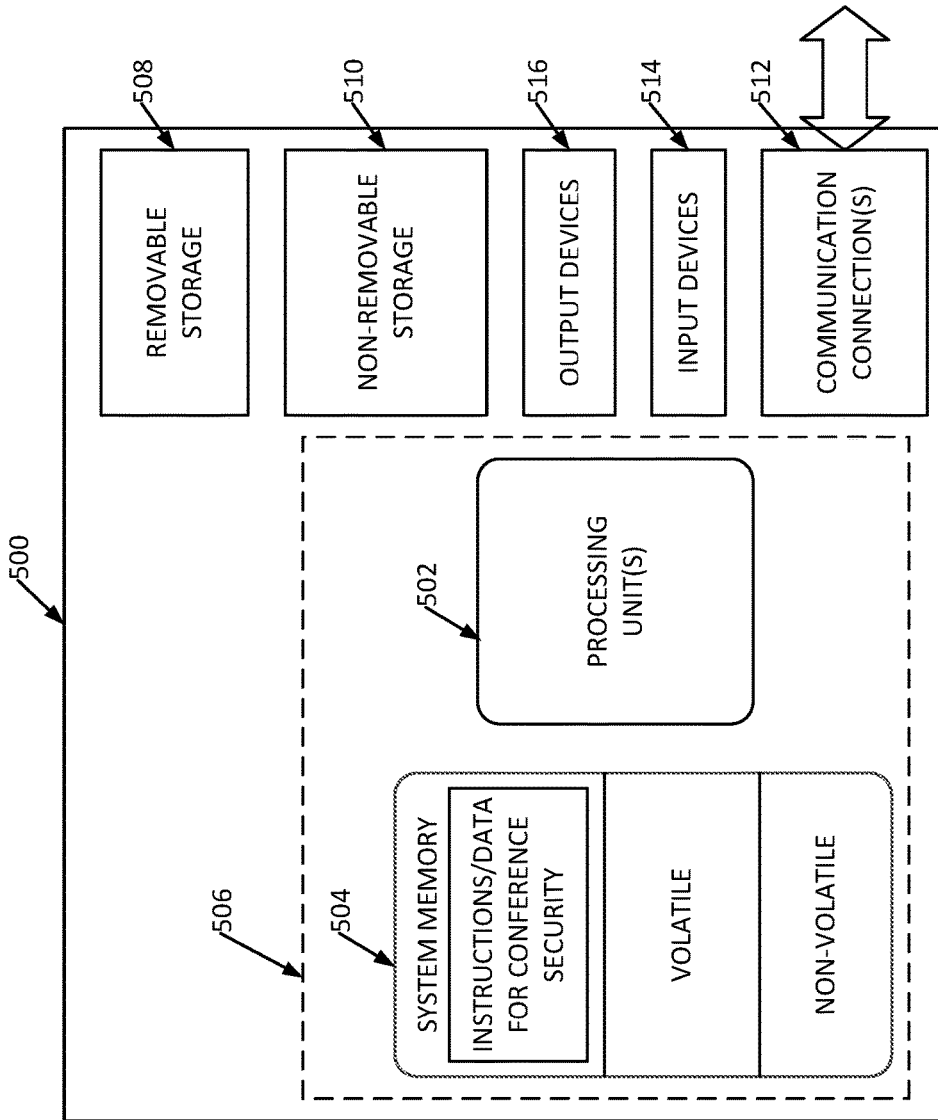 500
506
504
SYSTEM MEMORY
INSTRUCTIONS/DATA
FOR CONFERENCE
SECURITY
VOLATILE
NON-VOLATILE
502
PROCESSING
UNIT(S)
508
REMOVABLE
STORAGE
510
NON-REMOVABLE
STORAGE
516
OUTPUT DEVICES
514
INPUT DEVICES
512
COMMUNICATION
CONNECTION(S)